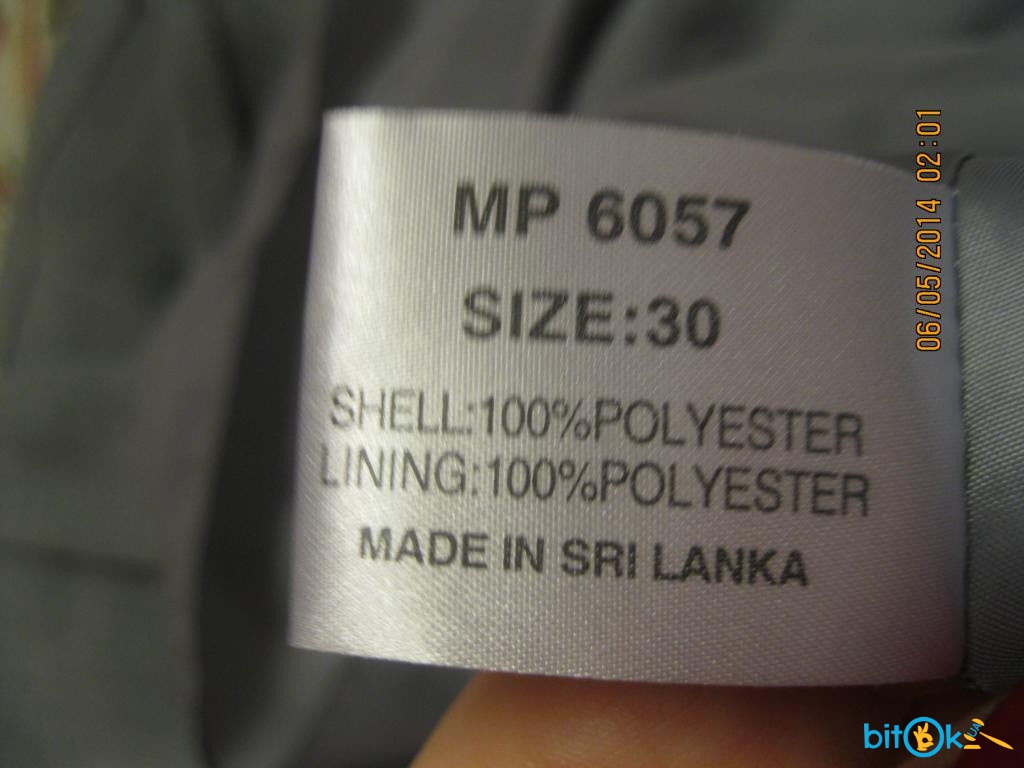 MP 6057
SIZE:30
SHELL:100%POLYESTER
LINING:100%POLYESTER
MADE IN SRI LANKA
06/05/2014 02:01
bitOk UA